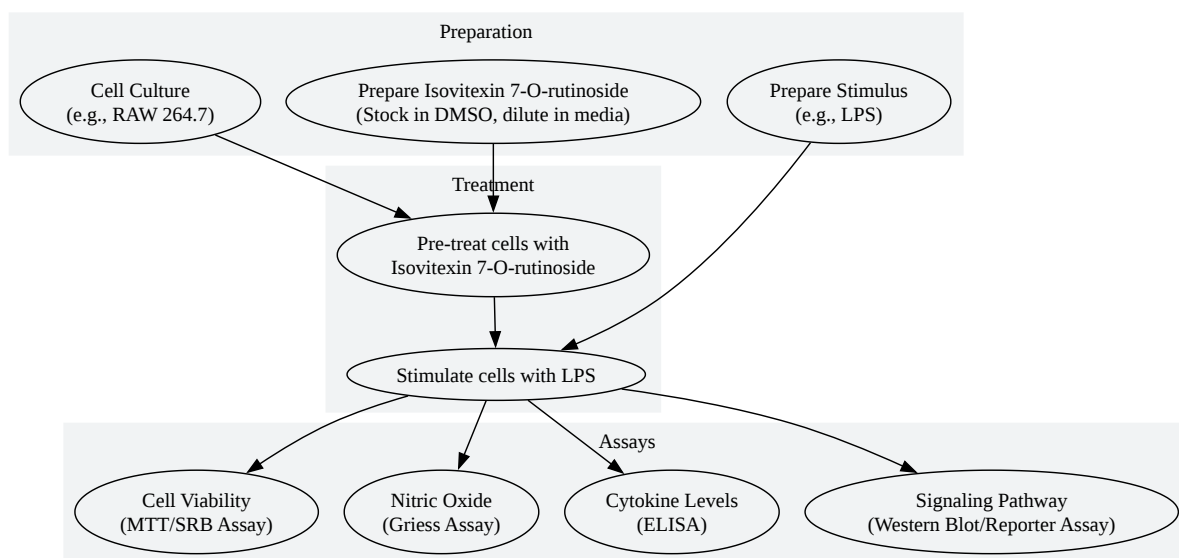 Preparation
Cell Culture
(e.g., RAW 264.7)
Prepare Isovitexin 7-O-rutinoside
(Stock in DMSO, dilute in media)
Prepare Stimulus
(e.g., LPS)
Treatment
Pre-treat cells with
Isovitexin 7-O-rutinoside
Stimulate cells with LPS
Assays
Cell Viability
(MTT/SRB Assay)
Nitric Oxide
(Griess Assay)
Cytokine Levels
(ELISA)
Signaling Pathway
(Western Blot/Reporter Assay)